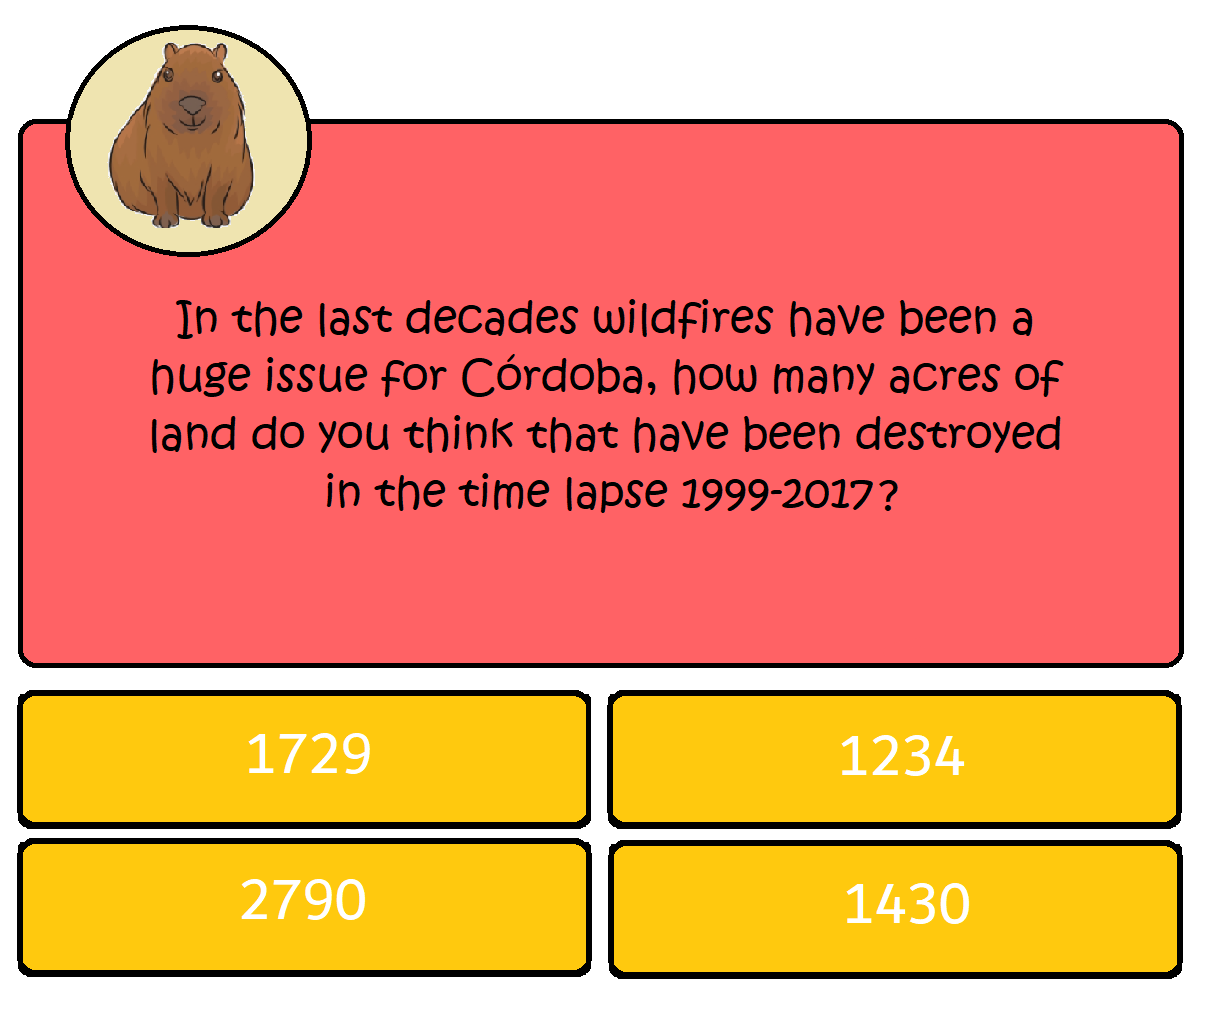 In the last decades wildfires have been a
huge issue for Córdoba, how many acres of
land do you think that have been destroyed
in the time lapse 1999-2017?
1729
1234
2790
1430